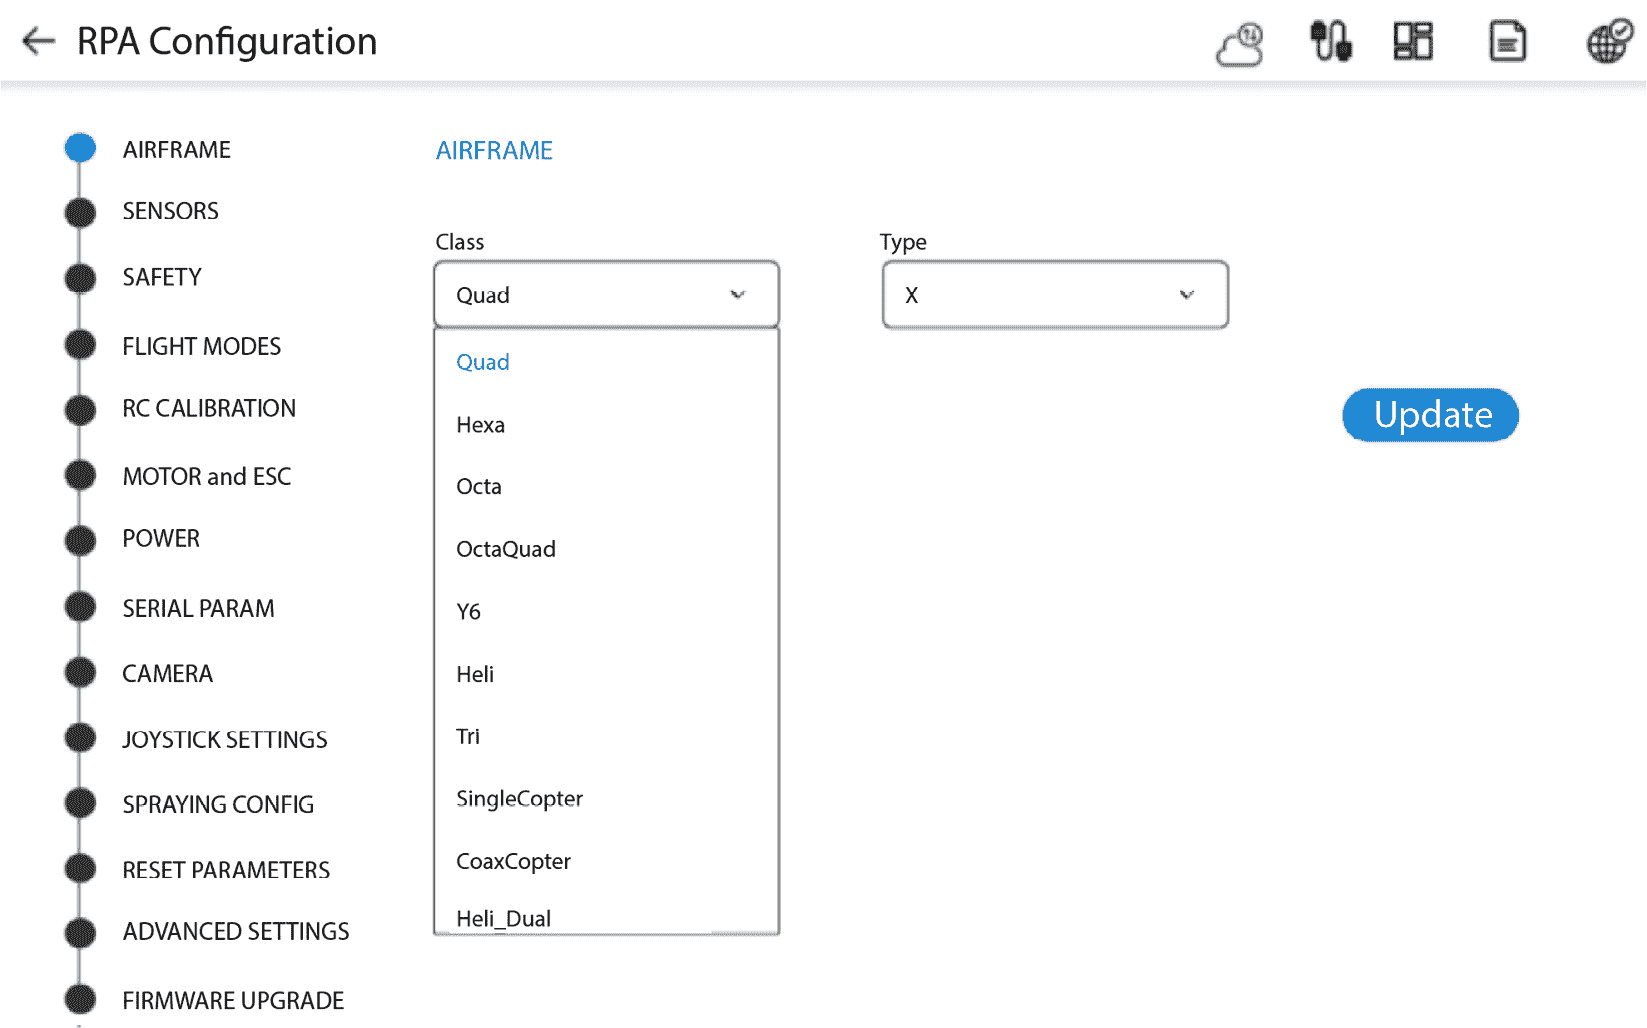 RPA Configuration
AIRFRAME
SENSORS
SAFETY
FLIGHT MODES
RC CALIBRATION
MOTOR and ESC
POWER
SERIAL PARAM
CAMERA
JOYSTICK SETTINGS
SPRAYING CONFIG
RESET PARAMETERS
ADVANCED SETTINGS
FIRMWARE UPGRADE
AIRFRAME
Class
Quad
Quad
Hexa
Octa
OctaQuad
Y6
Heli
Tri
SingleCopter
CoaxCopter
Heli_Dual
Type
X
Update